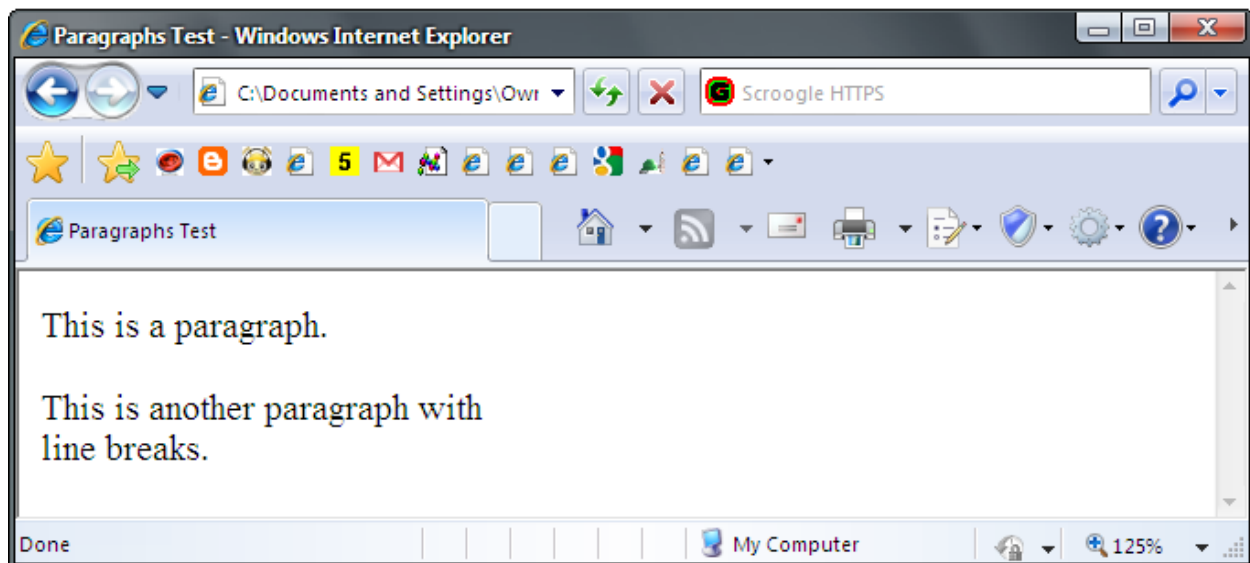 Paragraphs Test - Windows Internet Explorer
C:\Documents and Settings\Owr
G Scroogle HTTPS
5
Paragraphs Test
This is a paragraph.
This is another paragraph with
line breaks.
Done
My Computer
125%